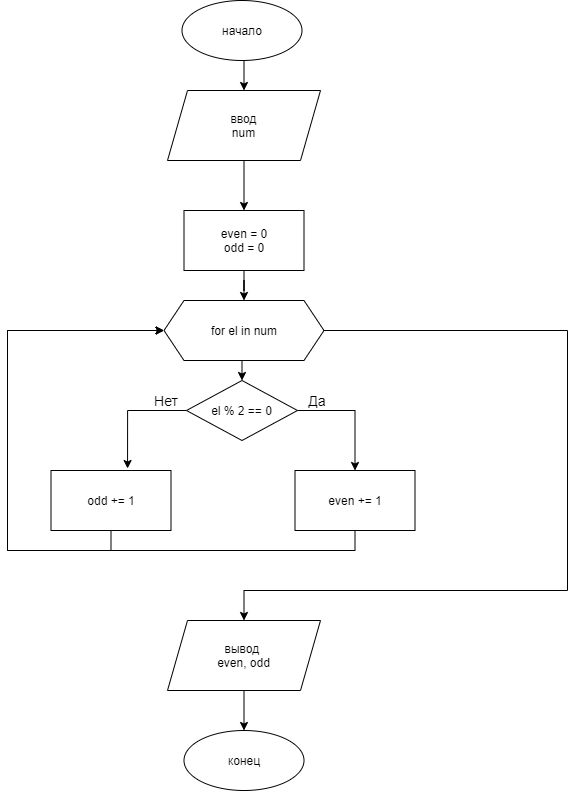 начало
ввод
num
even = 0
odd = 0
for el in num
Нет
el % 2 == 0
Да
odd += 1
even += 1
вывод
even, odd
конец